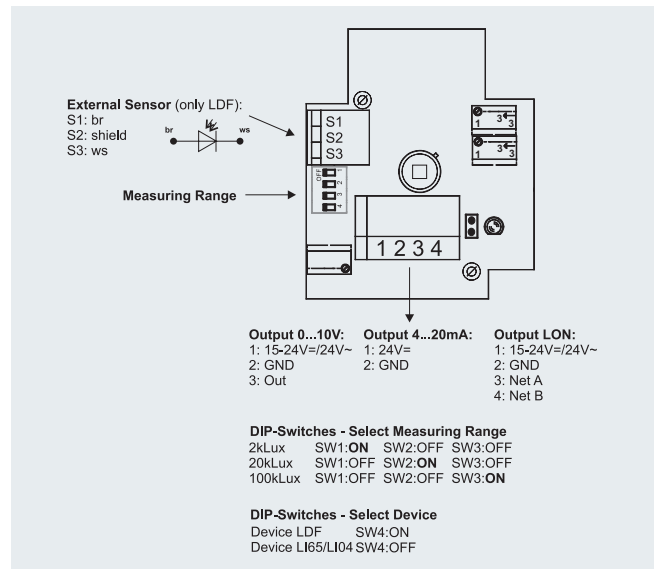 External Sensor (only LDF):
S1: br
S2: shield
S3: ws
br ws
S1
S2
S3
OFF
1
2
3
4
Measuring Range
1 3 3
1 3 3
1 2 3 4
Output 0...10V:
1: 15-24V=/24V~
2: GND
3: Out
Output 4...20mA:
1: 24V=
2: GND
Output LON:
1: 15-24V=/24V~
2: GND
3: Net A
4: Net B
DIP-Switches - Select Measuring Range
2kLux SW1:ON SW2:OFF SW3:OFF
20kLux SW1:OFF SW2:ON SW3:OFF
100kLux SW1:OFF SW2:OFF SW3:ON
DIP-Switches - Select Device
Device LDF SW4:ON
Device LI65/LI04 SW4:OFF